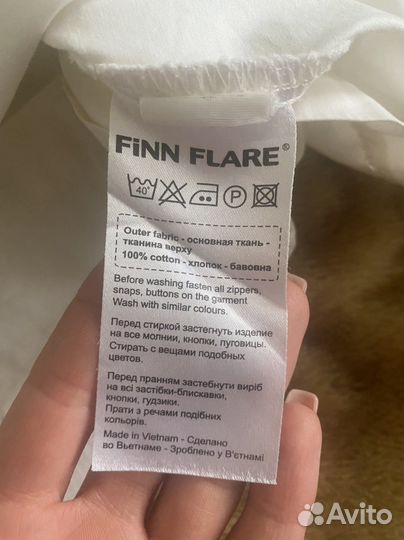 FiNN FLARE®
40°
P
Outer fabric - основная ткань -
тканина верху
100% cotton - хлопок - бавовна
Before washing fasten all zippers,
snaps, buttons on the garment
Wash with similar colours.
Перед стиркой застегнуть изделие
на все молнии, кнопки, пуговицы.
Стирать с вещами подобных
цветов.
Перед пранням застебнути виріб
на всі застібки-блискавки,
кнопки, гудзики.
Прати з речами подібних
кольорів.
Made in Vietnam - Сделано
во Вьетнаме - Зроблено у В'єтнамі
Avito